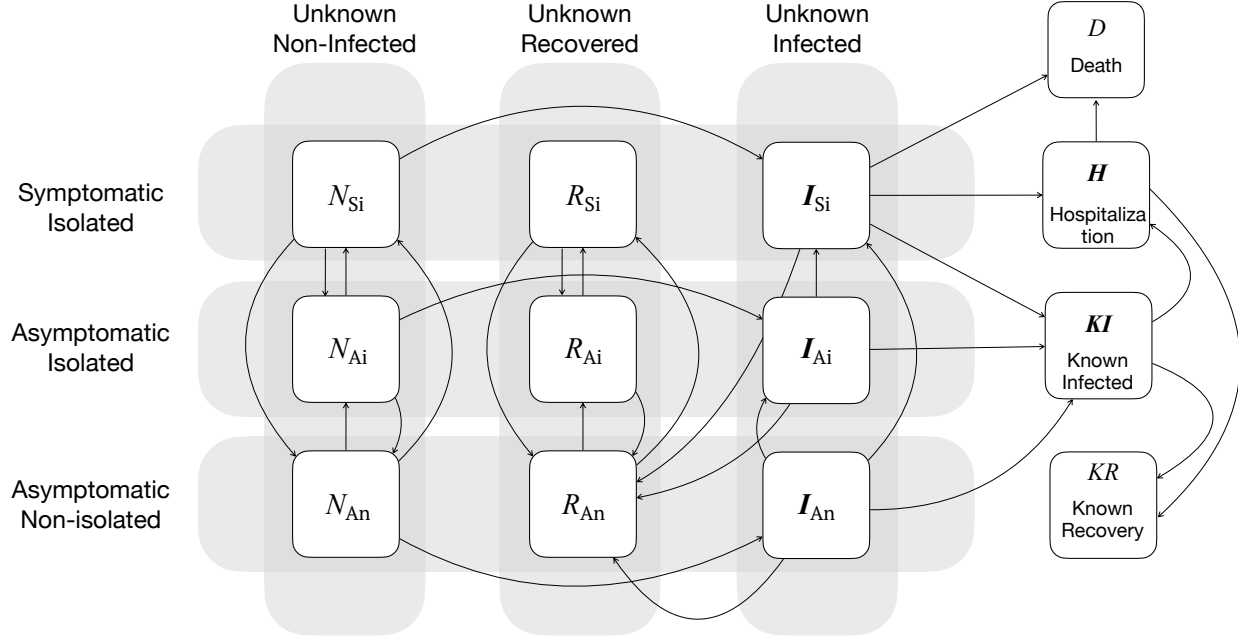 Unknown
Non-Infected
Unknown
Recovered
Unknown
Infected
D
Death
Symptomatic
Isolated
N_Si
R_Si
I_Si
H
Hospitaliza
tion
Asymptomatic
Isolated
N_Ai
R_Ai
I_Ai
KI
Known
Infected
Asymptomatic
Non-isolated
N_An
R_An
I_An
KR
Known
Recovery